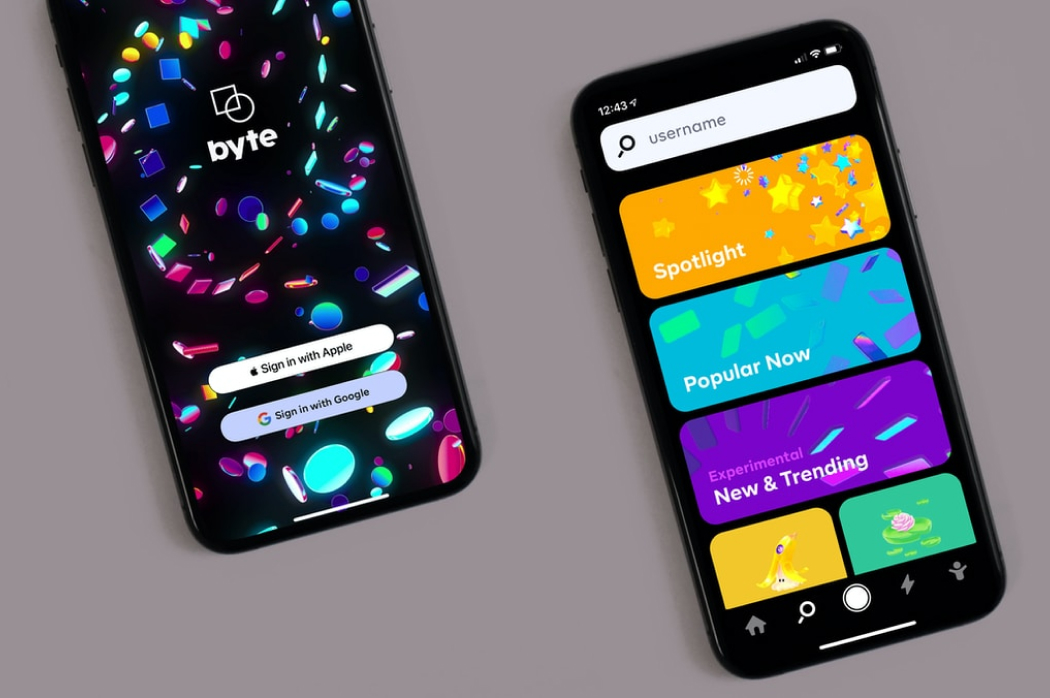 byte
Sign in with Apple
Sign in with Google
12:43
username
Spotlight
Popular Now
Experimental
New & Trending